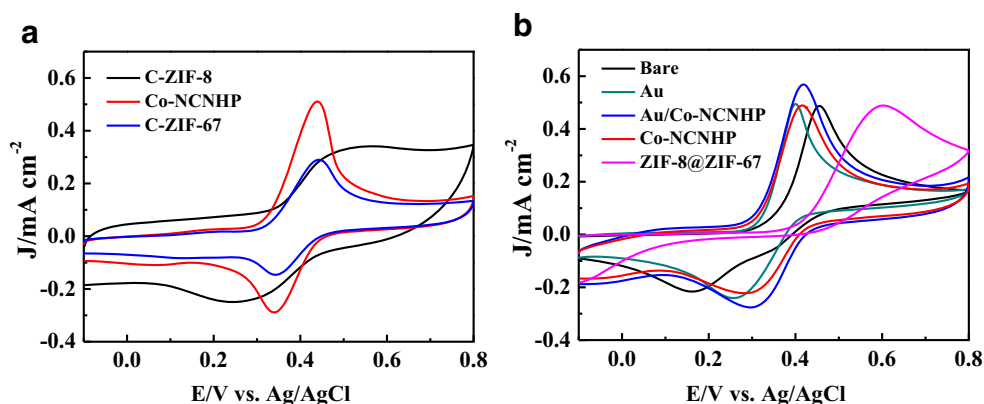 a
C-ZIF-8
Co-NCNHP
C-ZIF-67
0.6
0.4
0.2
0.0
-0.2
-0.4
J/mA cm⁻²
0.0 0.2 0.4 0.6 0.8
E/V vs. Ag/AgCl
b
Bare
Au
Au/Co-NCNHP
Co-NCNHP
ZIF-8@ZIF-67
0.6
0.4
0.2
0.0
-0.2
-0.4
J/mA cm⁻²
0.0 0.2 0.4 0.6 0.8
E/V vs. Ag/AgCl